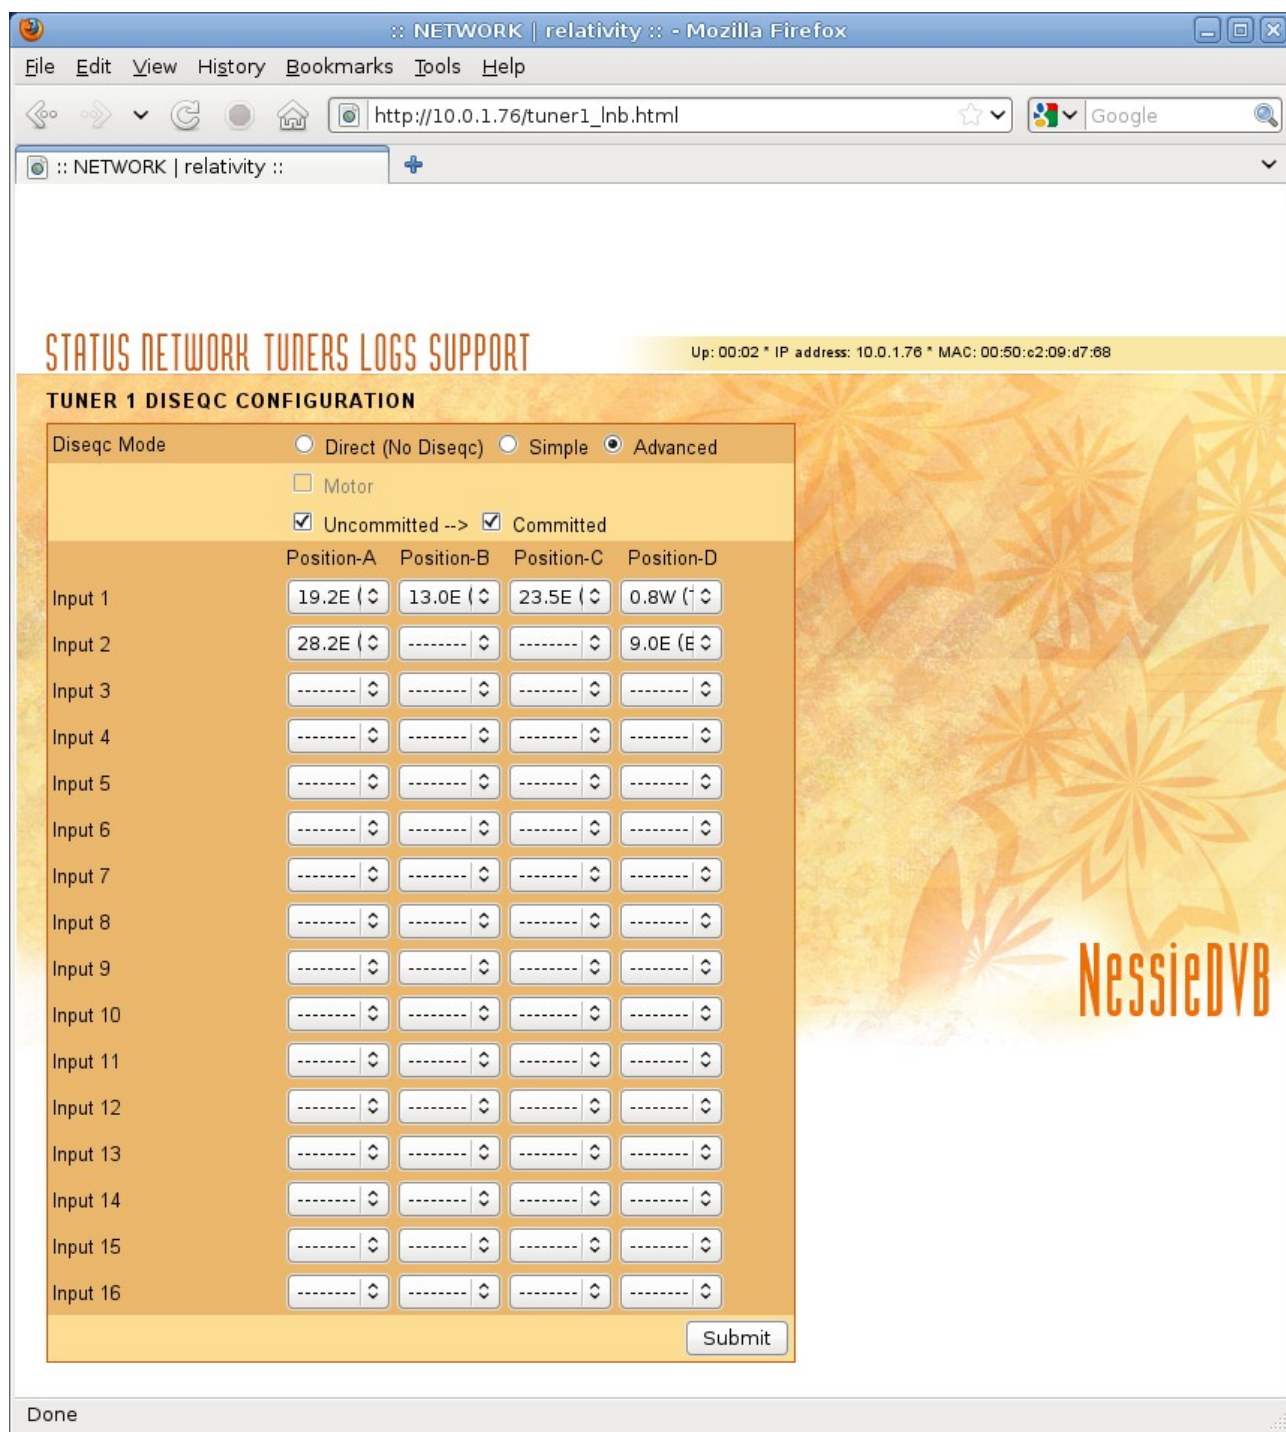 :: NETWORK | relativity :: - Mozilla Firefox
File Edit View History Bookmarks Tools Help
http://10.0.1.76/tuner1_lnb.html Google
:: NETWORK | relativity ::
STATUS NETWORK TUNERS LOGS SUPPORT
Up: 00:02 * IP address: 10.0.1.76 * MAC: 00:50:c2:09:d7:68
TUNER 1 DISEQC CONFIGURATION
Diseqc Mode Direct (No Diseqc) Simple Advanced
Motor
Uncommitted --> Committed
Position-A Position-B Position-C Position-D
Input 1 19.2E ( 13.0E ( 23.5E ( 0.8W (
Input 2 28.2E ( -------- -------- 9.0E (E
Input 3 -------- -------- -------- --------
Input 4 -------- -------- -------- --------
Input 5 -------- -------- -------- --------
Input 6 -------- -------- -------- --------
Input 7 -------- -------- -------- --------
Input 8 -------- -------- -------- --------
Input 9 -------- -------- -------- --------
Input 10 -------- -------- -------- --------
Input 11 -------- -------- -------- --------
Input 12 -------- -------- -------- --------
Input 13 -------- -------- -------- --------
Input 14 -------- -------- -------- --------
Input 15 -------- -------- -------- --------
Input 16 -------- -------- -------- --------
NessieDVB
Submit
Done